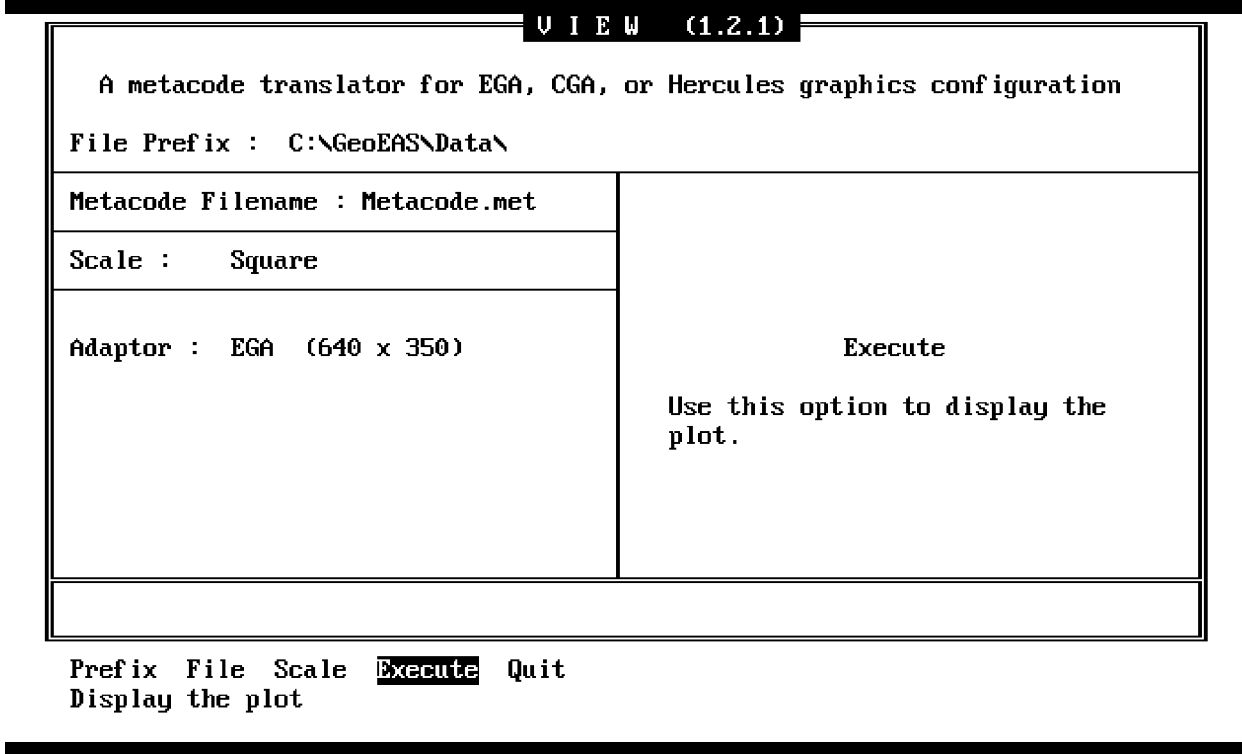 V I E W (1.2.1)
A metacode translator for EGA, CGA, or Hercules graphics configuration
File Prefix : C:\GeoEAS\Data\
Metacode Filename : Metacode.met
Scale : Square
Adaptor : EGA (640 x 350)
Execute
Use this option to display the
plot.
Prefix File Scale Execute Quit
Display the plot